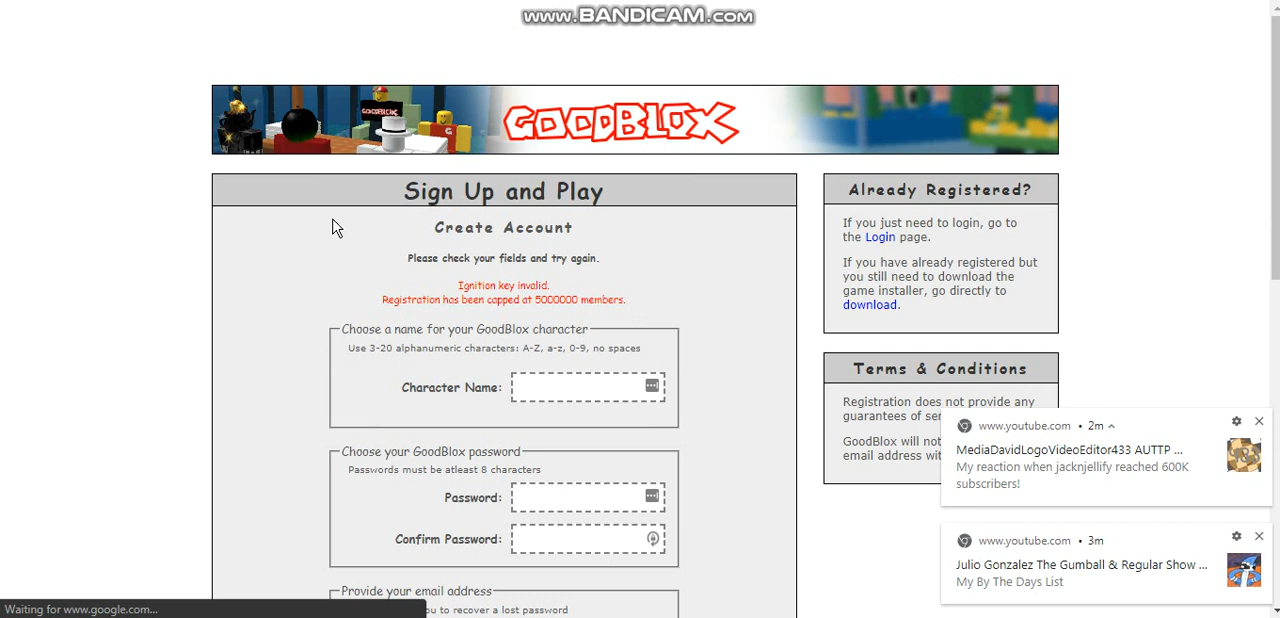 www.BANDICAM.com
GOODBLOX
Sign Up and Play
Create Account
Please check your fields and try again.
Ignition key invalid.
Registration has been capped at 5000000 members.
Choose a name for your GoodBlox character
Use 3-20 alphanumeric characters: A-Z, a-z, 0-9, no spaces
Character Name:
Choose your GoodBlox password
Passwords must be atleast 8 characters
Password:
Confirm Password:
Provide your email address
you to recover a lost password
Already Registered?
If you just need to login, go to
the Login page.
If you have already registered but
you still need to download the
game installer, go directly to
download.
Terms & Conditions
Registration does not provide any
guarantees of ser
GoodBlox will not
email address wit
www.youtube.com • 2m
MediaDavidLogoVideoEditor433 AUTTP ...
My reaction when jacknjellify reached 600K
subscribers!
www.youtube.com • 3m
Julio Gonzalez The Gumball & Regular Show ...
My By The Days List
Waiting for www.google.com...